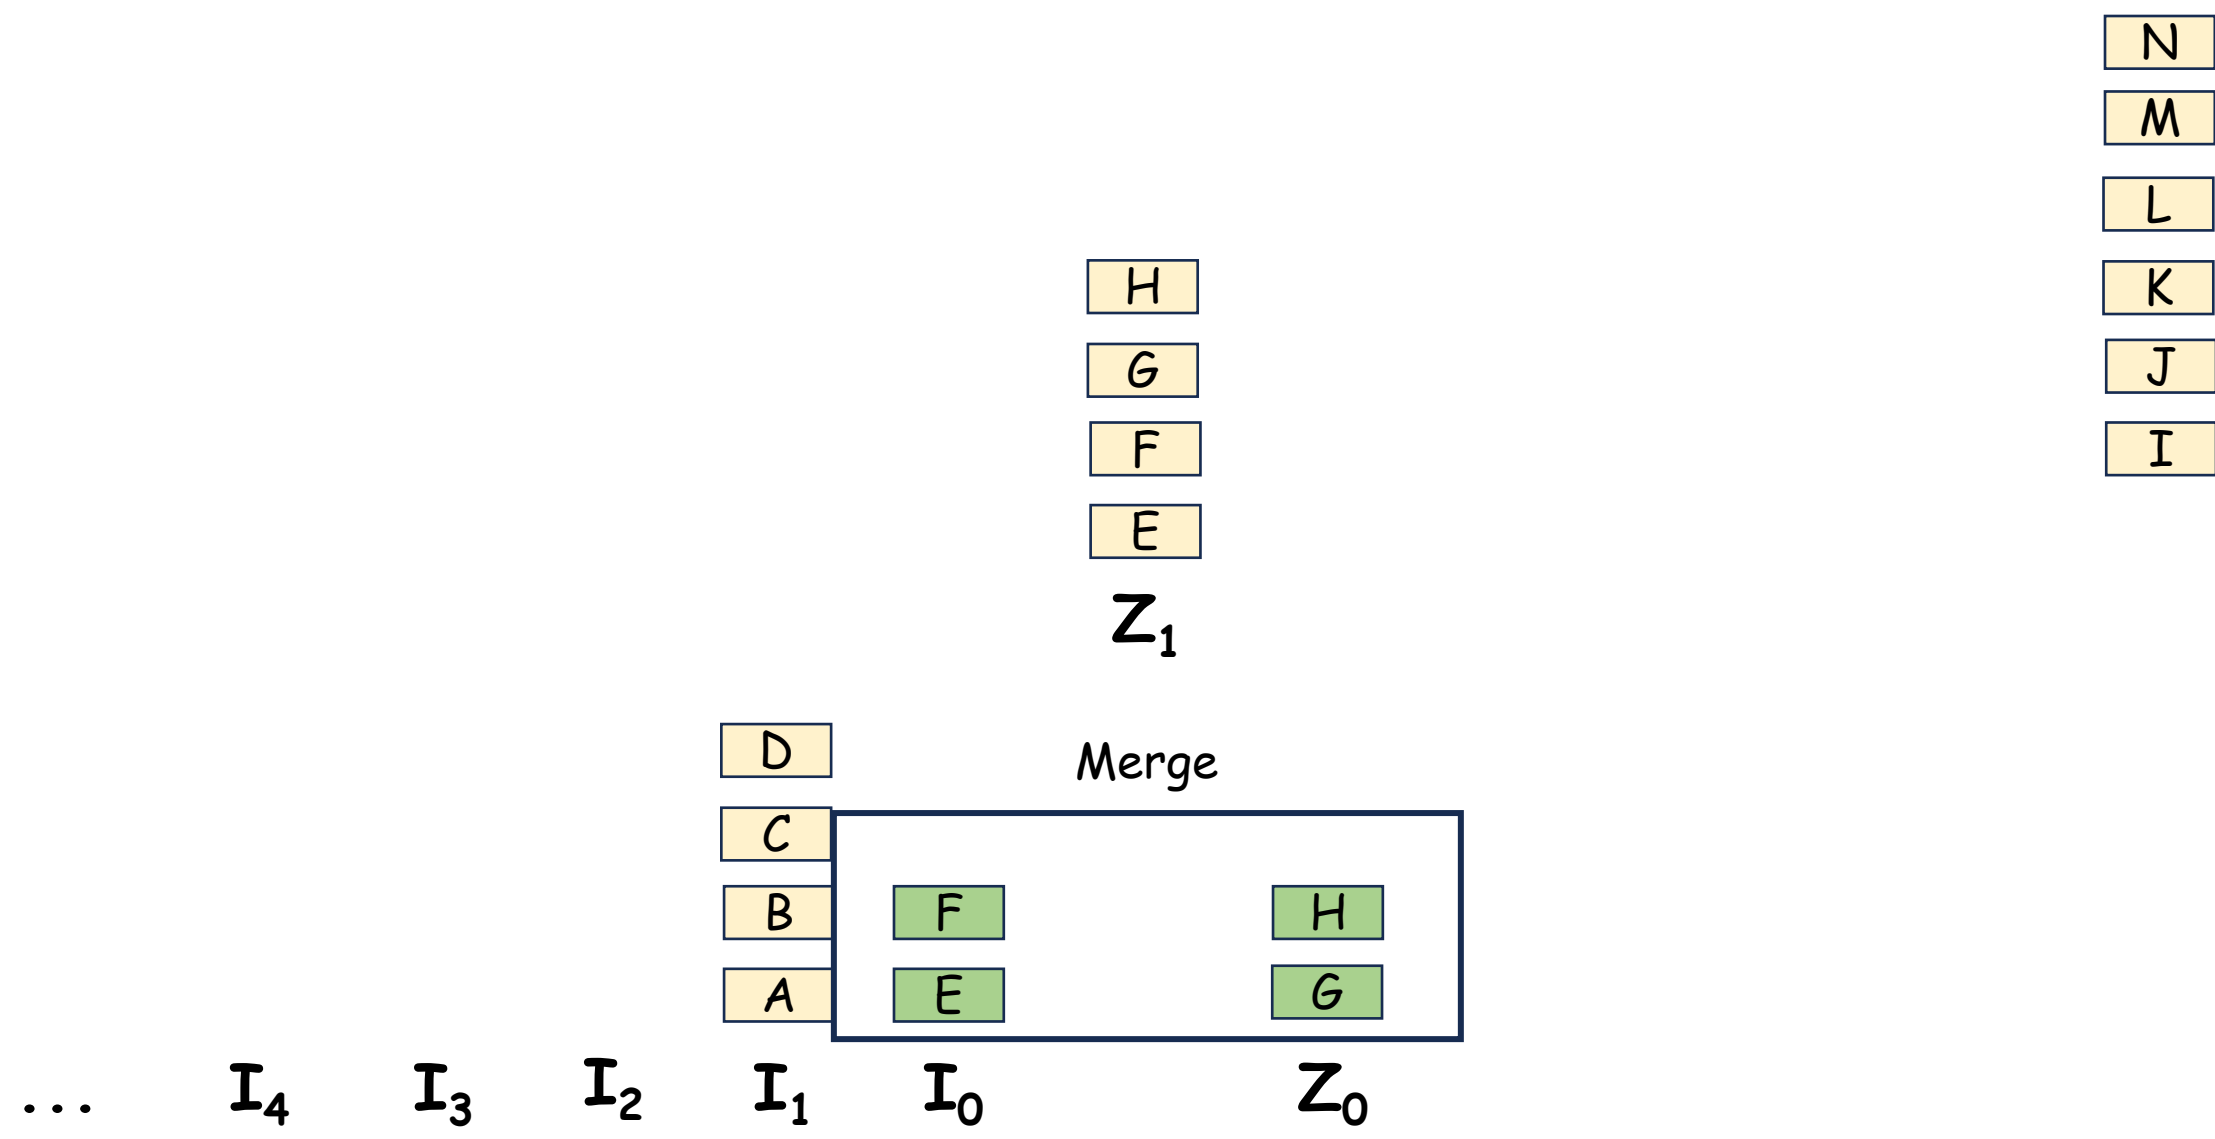 N
M
L
H K
G J
F I
E
Z1
D Merge
C
B F H
A E G
... I4 I3 I2 I1 I0 Z0